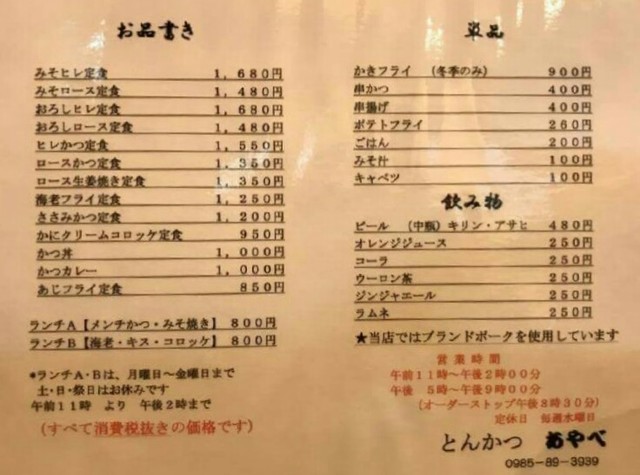 お品書き
みそヒレ定食 1,680円
みそロース定食 1,480円
おろしヒレ定食 1,680円
おろしロース定食 1,480円
ヒレかつ定食 1,550円
ロースかつ定食 1,350円
ロース生姜焼き定食 1,350円
海老フライ定食 1,250円
ささみかつ定食 1,200円
かにクリームコロッケ定食 950円
かつ丼 1,000円
かつカレー 1,000円
あじフライ定食 850円
ランチA【メンチかつ・みそ焼き】 800円
ランチB【海老・キス・コロッケ】 800円
*ランチA・Bは、月曜日～金曜日まで
土・日・祭日はお休みです
午前11時 より 午後2時まで
(すべて消費税抜きの価格です)
単品
かきフライ (冬季のみ) 900円
串かつ 400円
串揚げ 400円
ポテトフライ 260円
ごはん 200円
みそ汁 100円
キャベツ 100円
飲み物
ビール (中瓶)キリン・アサヒ 480円
オレンジジュース 250円
コーラ 250円
ウーロン茶 250円
ジンジャエール 250円
ラムネ 250円
★当店ではブランドポークを使用しています
営業時間
午前11時～午後2時00分
午後 5時～午後9時00分
(オーダーストップ午後8時30分)
定休日 毎週水曜日
とんかつ あやべ
0985-89-3939